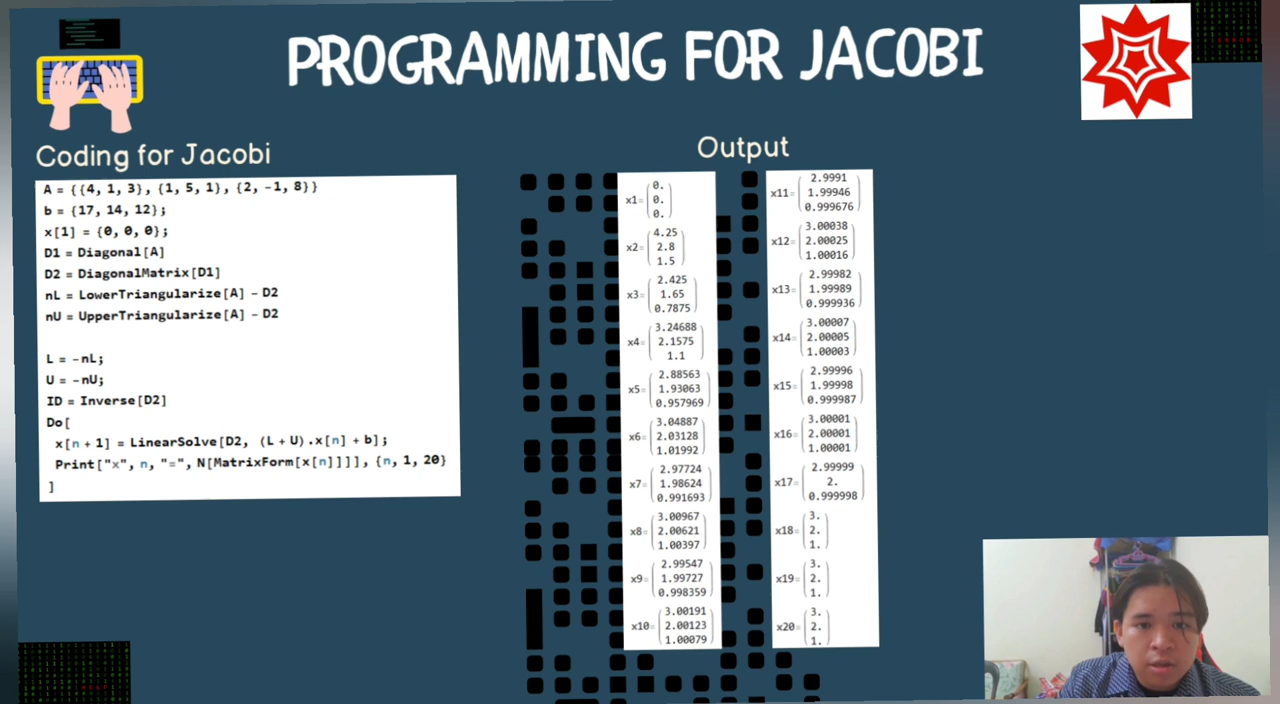 PROGRAMMING FOR JACOBI
Coding for Jacobi
A = {{4, 1, 3}, {1, 5, 1}, {2, -1, 8}}
b = {17, 14, 12};
x[1] = {0, 0, 0};
D1 = Diagonal[A]
D2 = DiagonalMatrix[D1]
nL = LowerTriangularize[A] - D2
nU = UpperTriangularize[A] - D2
L = -nL;
U = -nU;
ID = Inverse[D2]
Do[
x[n + 1] = LinearSolve[D2, (L + U).x[n] + b];
Print["x", n, "=", N[MatrixForm[x[n]]]], {n, 1, 20}
]
Output
0.
x1=
0.
0.
4.25
x2=
2.8
1.5
2.425
x3=
1.65
0.7875
3.24688
x4=
2.1575
1.1
2.88563
x5=
1.93063
0.957969
3.04887
x6=
2.03128
1.01992
2.97724
x7=
1.98624
0.991693
3.00967
x8=
2.00621
1.00397
2.99547
x9=
1.99727
0.998359
3.00191
x10=
2.00123
1.00079
2.9991
x11=
1.99946
0.999676
3.00038
x12=
2.00025
1.00016
2.99982
x13=
1.99989
0.999936
3.00007
x14=
2.00005
1.00003
2.99996
x15=
1.99998
0.999987
3.00001
x16=
2.00001
1.00001
2.99999
x17=
2.
0.999998
3.
x18=
2.
1.
3.
x19=
2.
1.
3.
x20=
2.
1.